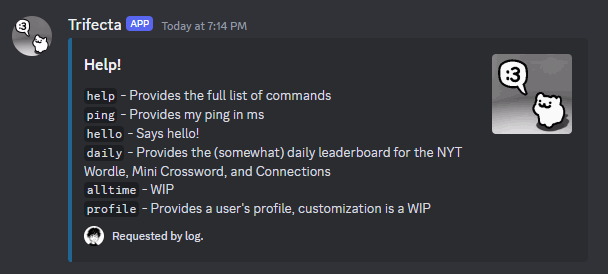 :3
Trifecta APP Today at 7:14 PM
Help!
:3
help - Provides the full list of commands
ping - Provides my ping in ms
hello - Says hello!
daily - Provides the (somewhat) daily leaderboard for the NYT
Wordle, Mini Crossword, and Connections
alltime - WIP
profile - Provides a user's profile, customization is a WIP
Requested by log.